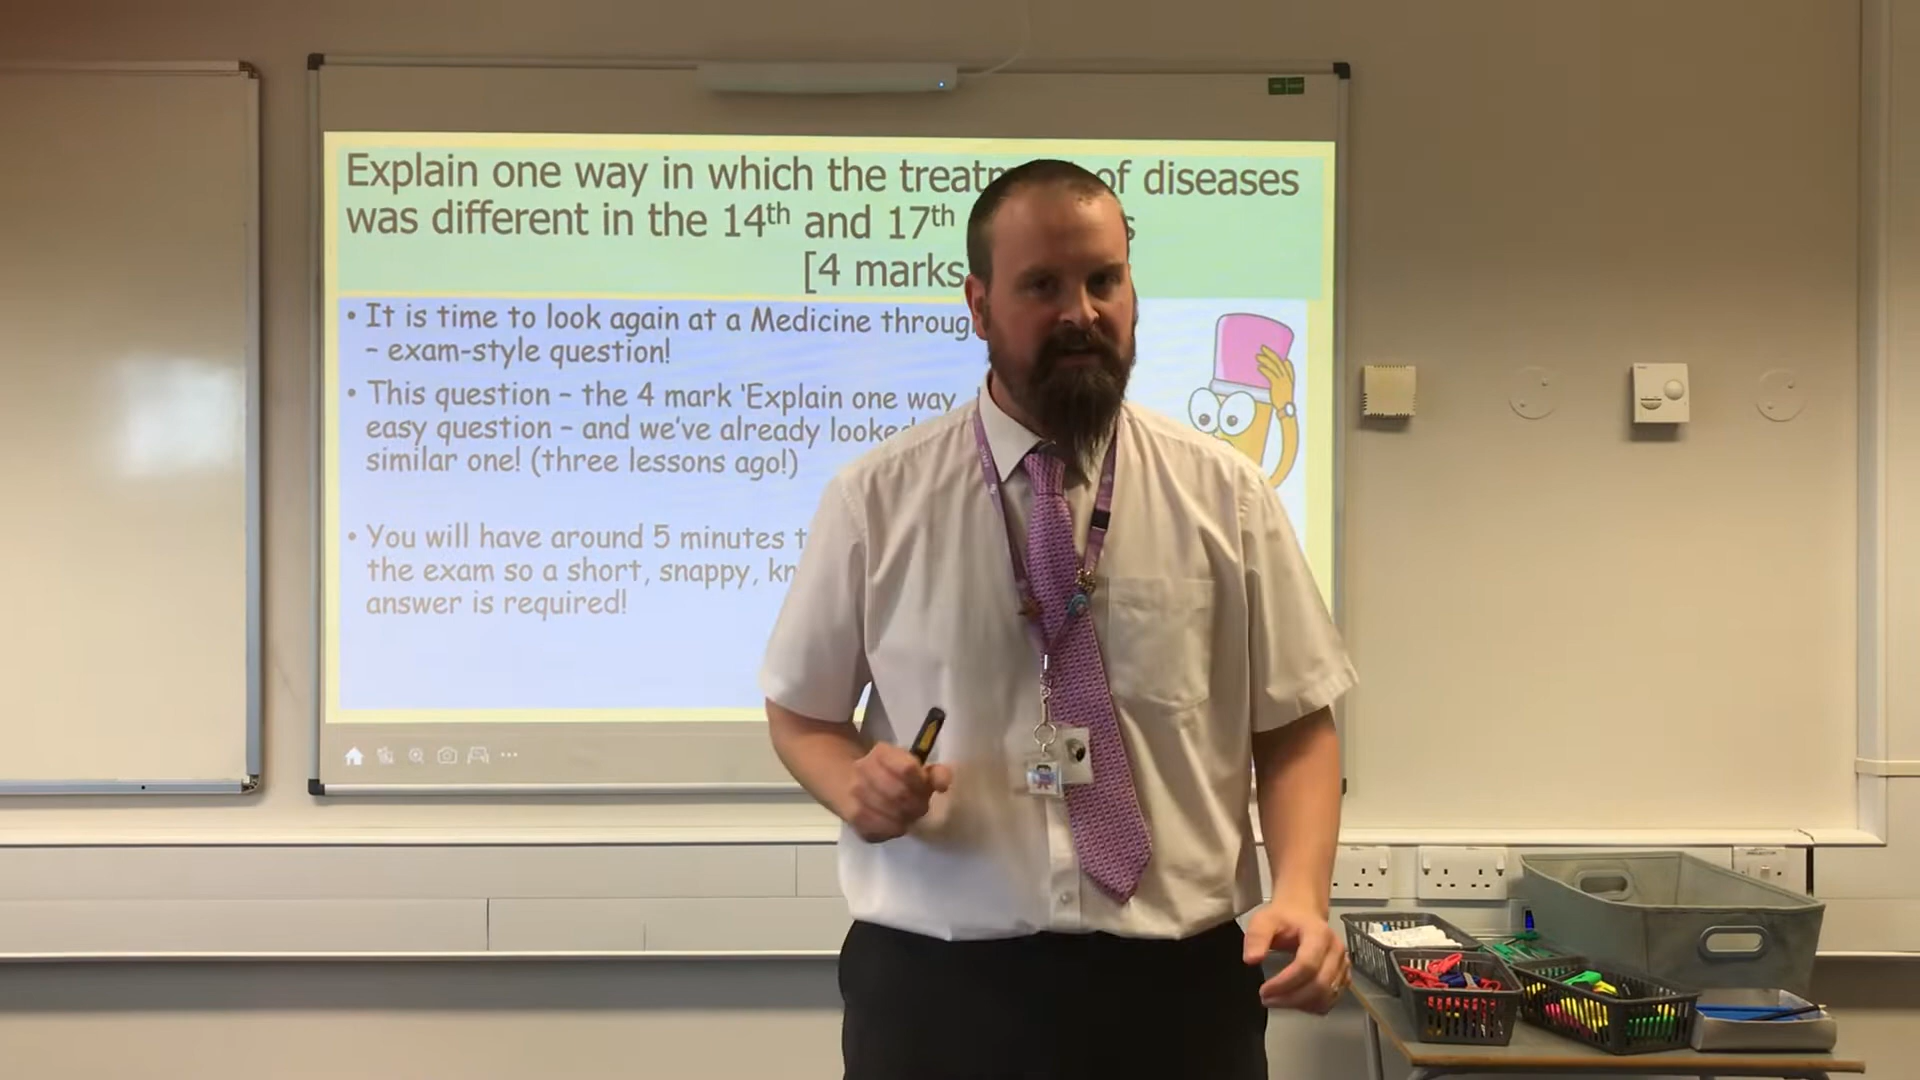 Explain one way in which the treatm of diseases
was different in the 14th and 17th s
[4 marks
• It is time to look again at a Medicine throug
– exam-style question!
• This question – the 4 mark ‘Explain one way
easy question – and we’ve already looked
similar one! (three lessons ago!)
• You will have around 5 minutes t
the exam so a short, snappy, kn
answer is required!